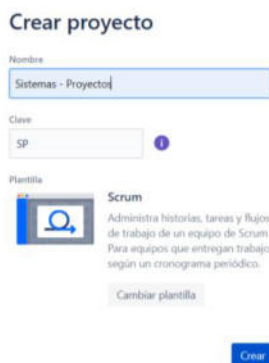 Crear proyecto
Nombre
Sistemas - Proyectos
Clave
SP
Plantilla
Scrum
Administra historias, tareas y flujos
de trabajo de un equipo de Scrum
Para equipos que entregan trabajo
según un cronograma periódico.
Cambiar plantilla
Crear